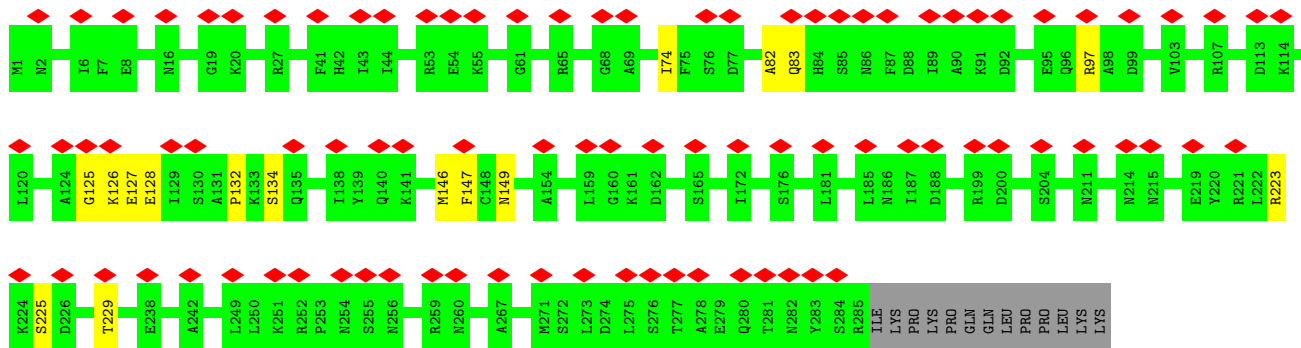 M1 N2 I6 F7 E8 N16 G19 K20 R27 F41 H42 I43 I44 R53 E54 K55 G61 R65 G68 A69 I74 F75 S76 D77 A82 Q83 H84 S85 N86 F87 D88 I89 A90 K91 D92 E95 Q96 R97 A98 D99 V103 R107 D113 K114
L120 A124 G125 K126 E127 E128 I129 S130 A131 P132 K133 S134 Q135 I138 Y139 Q140 K141 M146 F147 C148 N149 A154 L159 G160 K161 D162 S165 I172 S176 L181 L185 N186 I187 D188 R199 D200 S204 N211 N214 N215 E219 Y220 R221 L222 R223
K224 S225 D226 T229 E238 A242 L249 L250 K251 R252 P253 N254 S255 N256 R259 N260 A267 M271 S272 L273 D274 L275 S276 T277 A278 E279 Q280 T281 N282 Y283 S284 R285 ILE LYS PRO LYS PRO GLN GLN LEU PRO PRO LEU LYS LYS